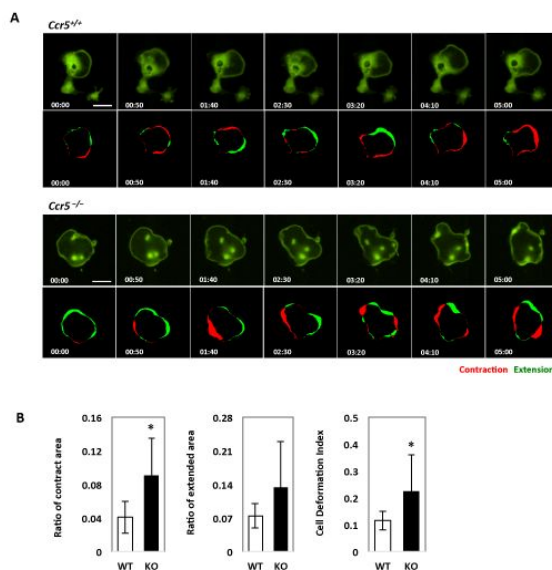 A
Ccr5+/+
00:00 00:50 01:40 02:30 03:20 04:10 05:00
00:00 00:50 01:40 02:30 03:20 04:10 05:00
Ccr5 −/−
00:00 00:50 01:40 02:30 03:20 04:10 05:00
00:00 00:50 01:40 02:30 03:20 04:10 05:00
Contraction Extension
B
Ratio of contract area
0.16
0.12
0.08
0.04
0
*
WT KO
Ratio of extended area
0.28
0.21
0.14
0.07
0
WT KO
Cell Deformation Index
0.5
0.4
0.3
0.2
0.1
0
*
WT KO